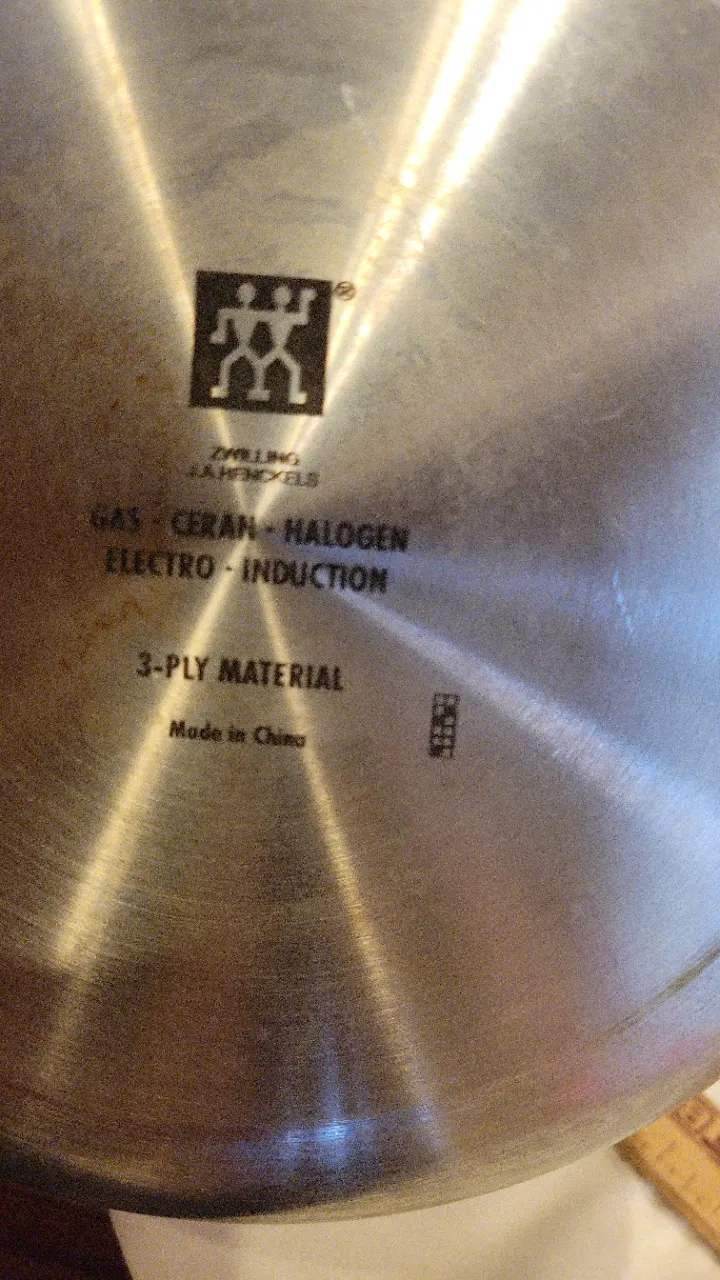 ®
ZWILLING
J.A.HENCKELS
GAS · CERAN · HALOGEN
ELECTRO · INDUCTION
3-PLY MATERIAL
Made in China